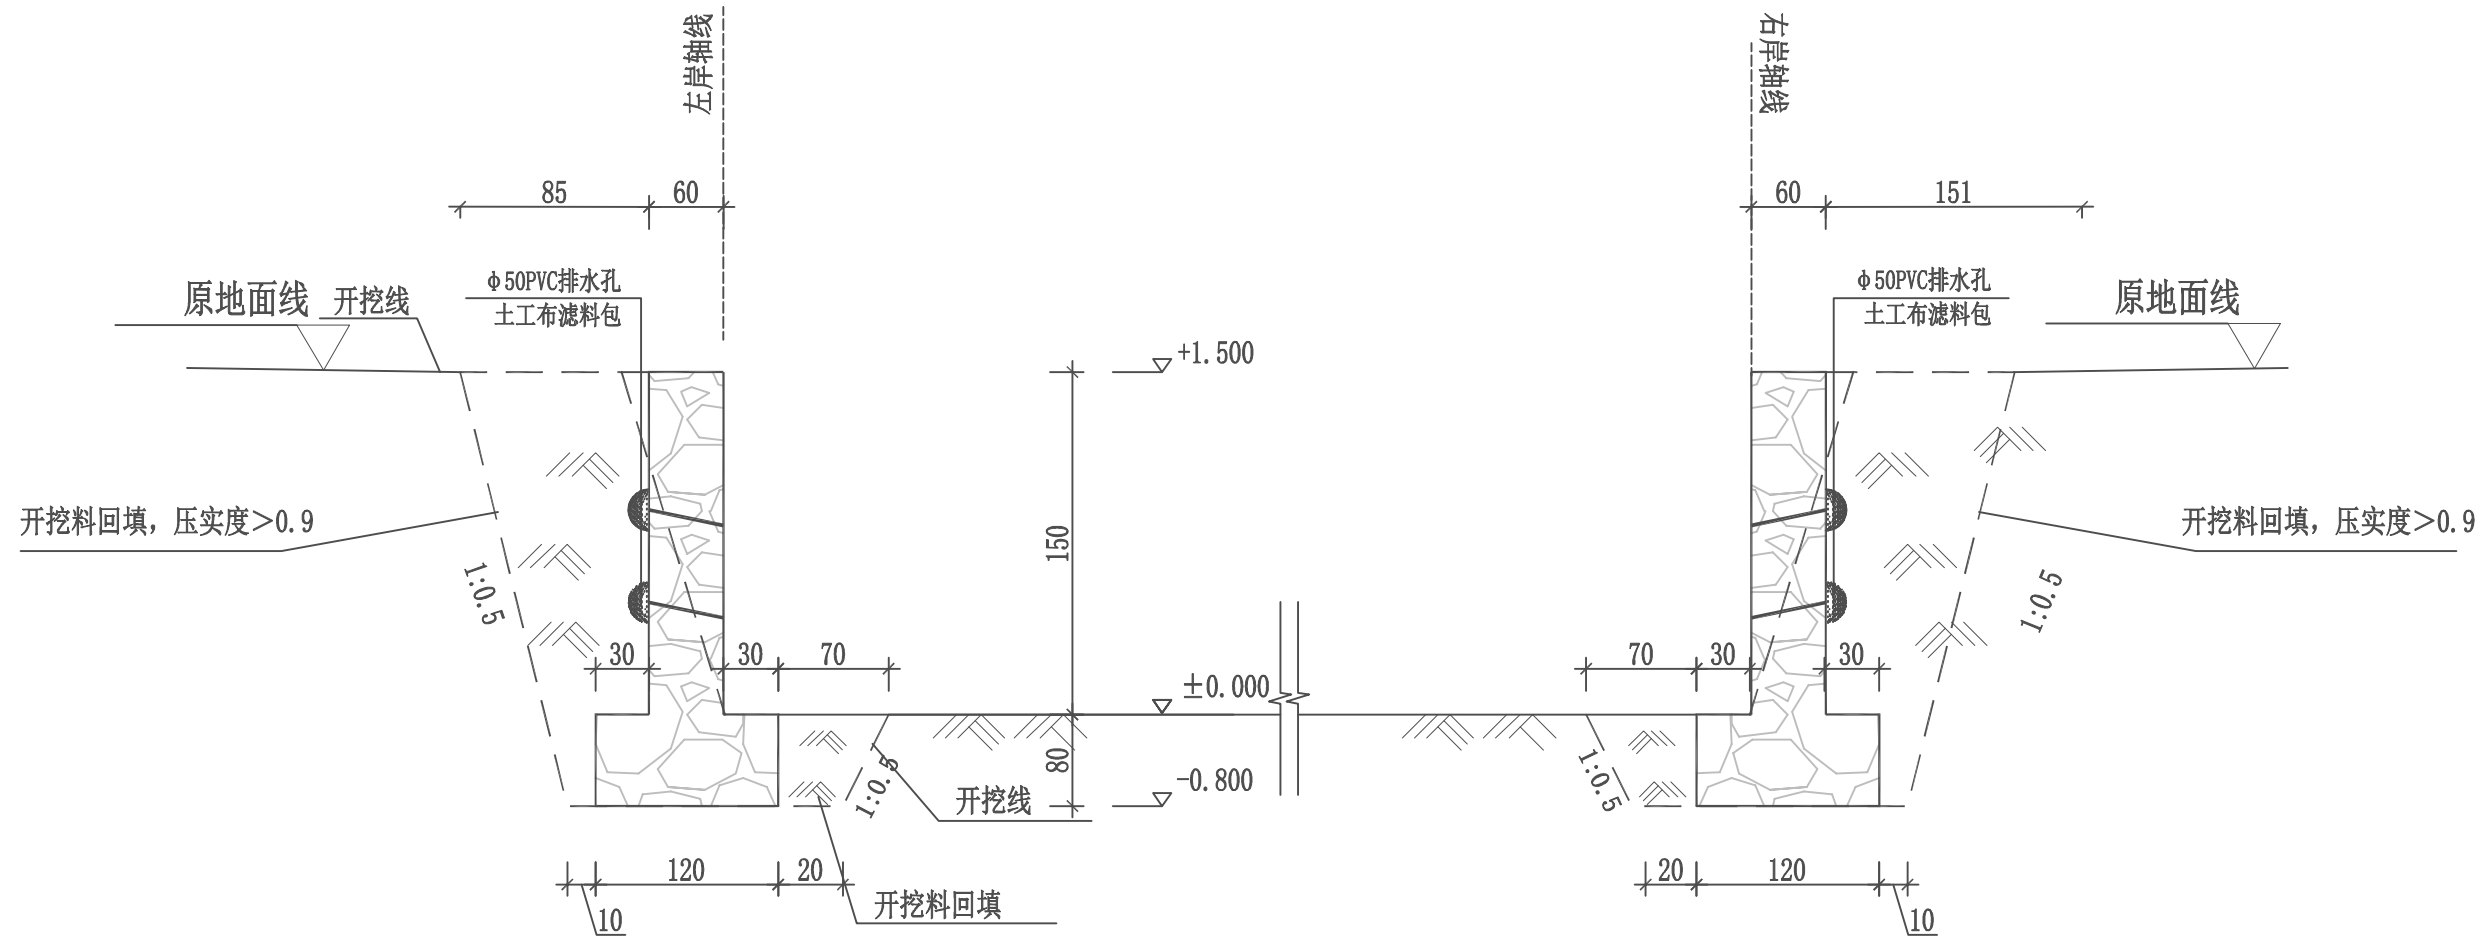 左岸轴线
右岸轴线
85
60
60
151
φ50PVC排水孔
土工布滤料包
φ50PVC排水孔
土工布滤料包
原地面线
开挖线
原地面线
+1.500
开挖料回填，压实度>0.9
开挖料回填，压实度>0.9
150
1:0.5
1:0.5
30
30
70
70
30
30
±0.000
80
-0.800
1:0.5
1:0.5
开挖线
120
20
20
120
10
开挖料回填
10